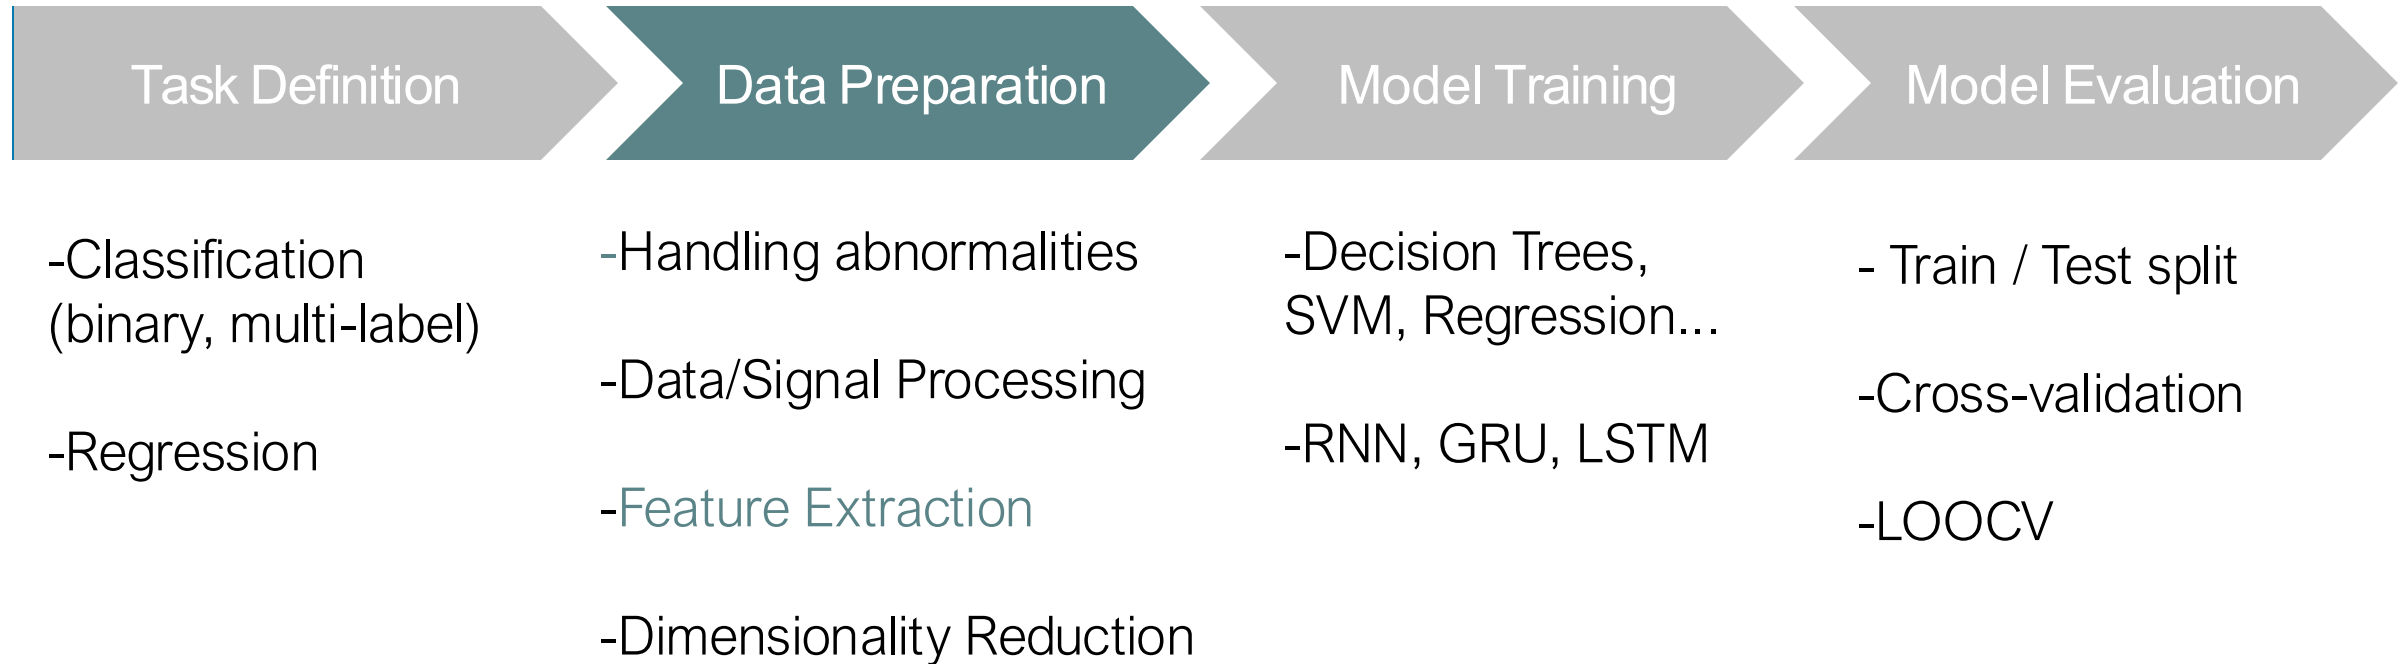 Task Definition
Data Preparation
Model Training
Model Evaluation
-Classification
(binary, multi-label)
-Regression
-Handling abnormalities
-Data/Signal Processing
-Feature Extraction
-Dimensionality Reduction
-Decision Trees,
SVM, Regression...
-RNN, GRU, LSTM
- Train / Test split
-Cross-validation
-LOOCV